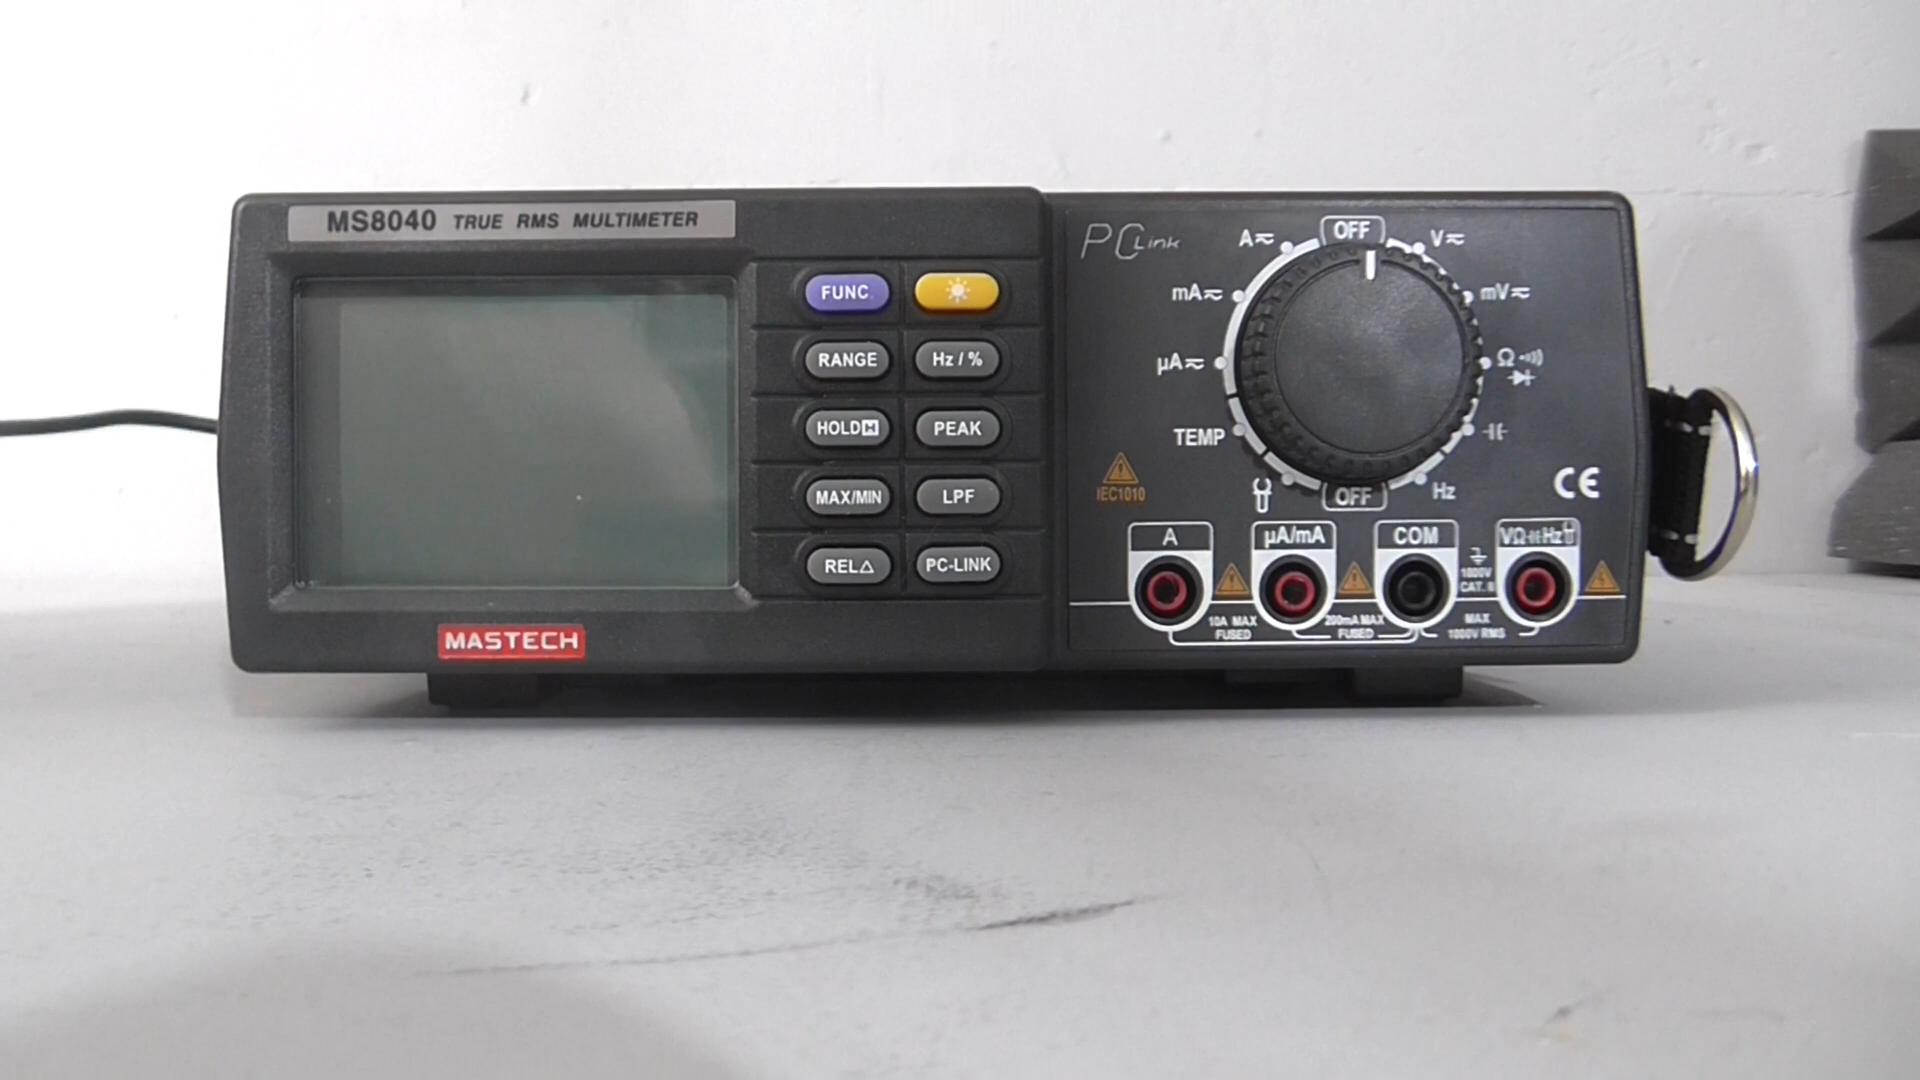 MS8040 TRUE RMS MULTIMETER
FUNC.
RANGE
Hz / %
HOLD H
PEAK
MAX/MIN
LPF
REL△
PC-LINK
MASTECH
PC Link
OFF
A
V
mA
mV
µA
Ω
TEMP
Hz
OFF
IEC1010
CE
A
µA/mA
COM
VΩ Hz
1000V
CAT. II
10A MAX
FUSED
200mA MAX
FUSED
MAX
1000V RMS